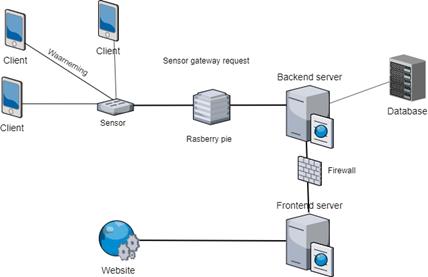 Client
Client
Waarneming
Client
Sensor
Sensor gateway request
Rasberry pie
Backend server
Database
Firewall
Frontend server
Website